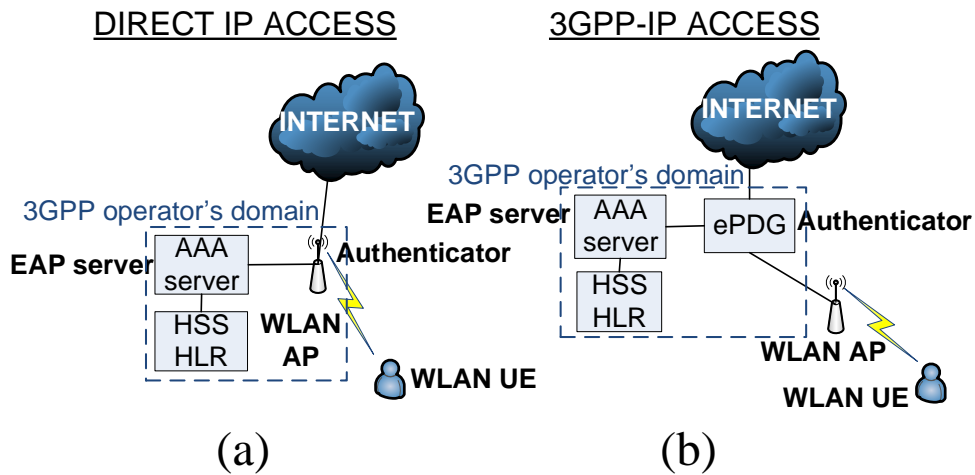 DIRECT IP ACCESS
INTERNET
3GPP operator's domain
EAP server
AAA
server
Authenticator
HSS
HLR
WLAN
AP
WLAN UE
(a)
3GPP-IP ACCESS
INTERNET
3GPP operator's domain
EAP server
AAA
server
ePDG
Authenticator
HSS
HLR
WLAN AP
WLAN UE
(b)